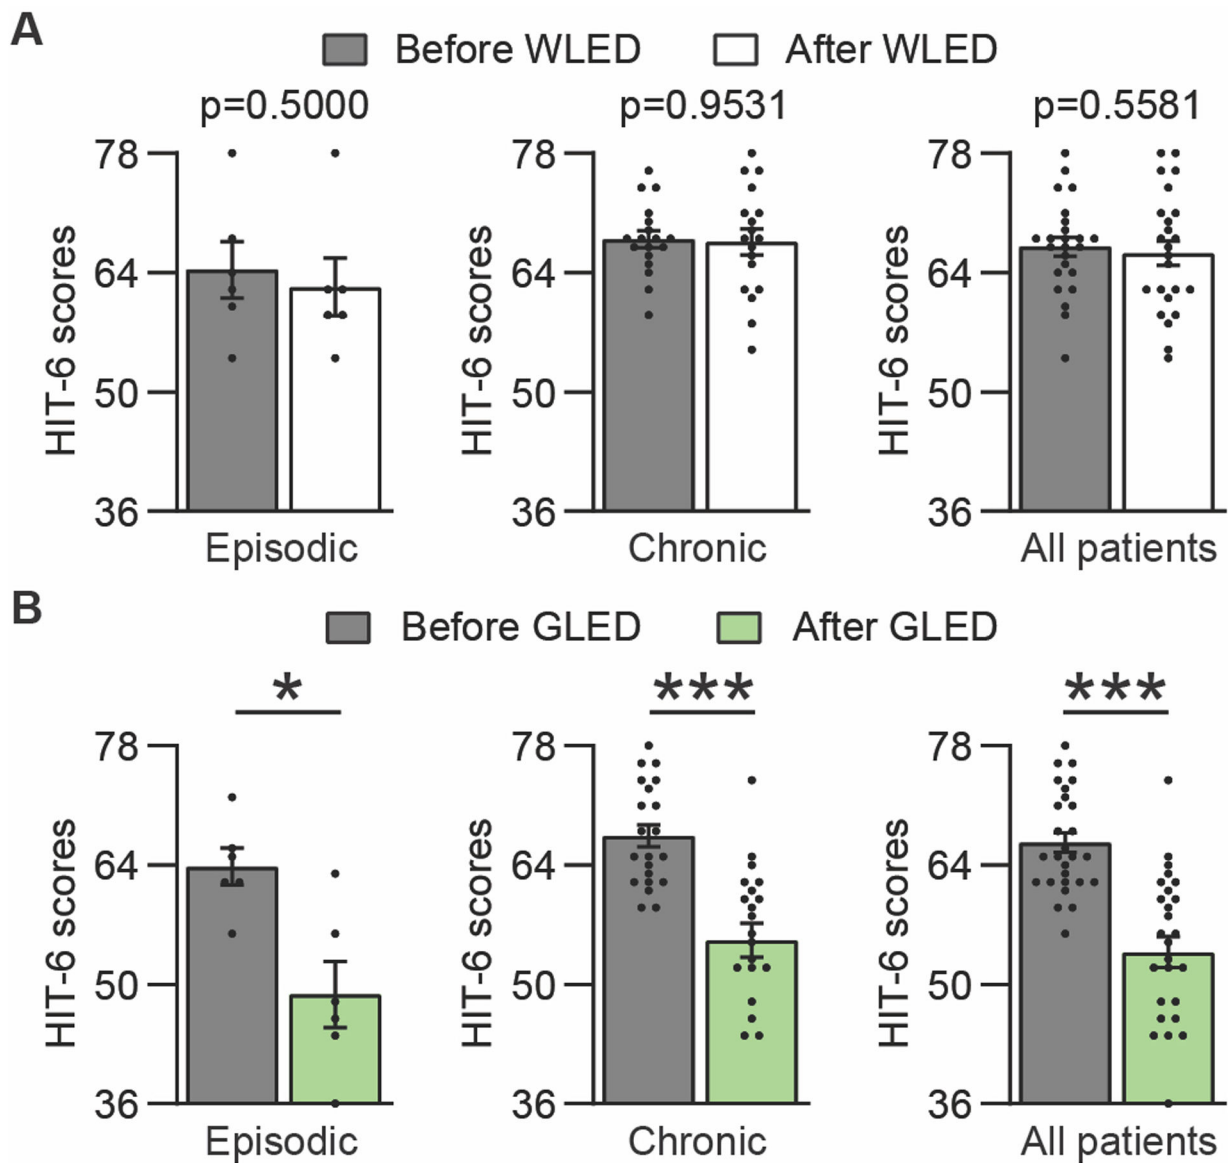 A
Before WLED After WLED
p=0.5000 p=0.9531 p=0.5581
78 78 78
64 64 64
50 50 50
36 36 36
HIT-6 scores HIT-6 scores HIT-6 scores
Episodic Chronic All patients
B
Before GLED After GLED
* *** ***
78 78 78
64 64 64
50 50 50
36 36 36
HIT-6 scores HIT-6 scores HIT-6 scores
Episodic Chronic All patients